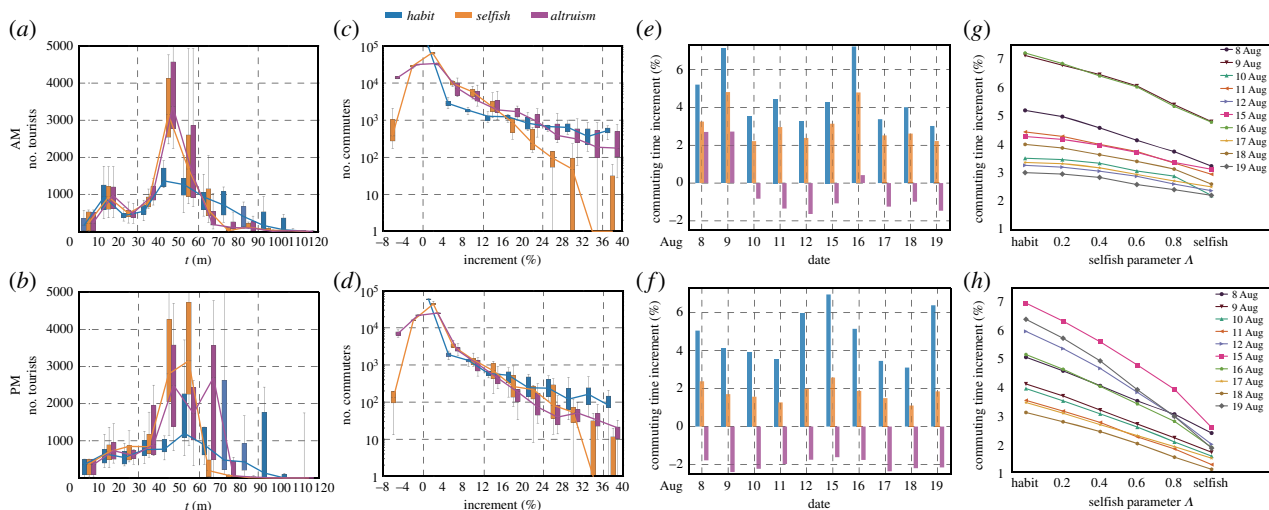 habit selfish altruism
(a)
5000
4000
3000
2000
1000
0 10 20 30 40 50 60 70 80 90 100 110 120
AM
no. tourists
t (m)
(c)
10^5
10^4
10^3
10^2
10
1
-8 -4 0 4 8 12 16 20 24 28 32 36 40
no. commuters
increment (%)
(e)
6
4
2
0
−2
Aug 8 9 10 11 12 15 16 17 18 19
commuting time increment (%)
date
(g)
7
6
5
4
3
2
1
habit 0.2 0.4 0.6 0.8 selfish
commuting time increment (%)
selfish parameter Λ
8 Aug
9 Aug
10 Aug
11 Aug
12 Aug
15 Aug
16 Aug
17 Aug
18 Aug
19 Aug
(b)
5000
4000
3000
2000
1000
0 10 20 30 40 50 60 70 80 90 100 110 120
PM
no. tourists
t (m)
(d)
10^5
10^4
10^3
10^2
10
1
−8 −4 0 4 8 12 16 20 24 28 32 36 40
no. commuters
increment (%)
(f)
6
4
2
0
−2
Aug 8 9 10 11 12 15 16 17 18 19
commuting time increment (%)
date
(h)
7
6
5
4
3
2
1
habit 0.2 0.4 0.6 0.8 selfish
commuting time increment (%)
selfish parameter Λ
8 Aug
9 Aug
10 Aug
11 Aug
12 Aug
15 Aug
16 Aug
17 Aug
18 Aug
19 Aug